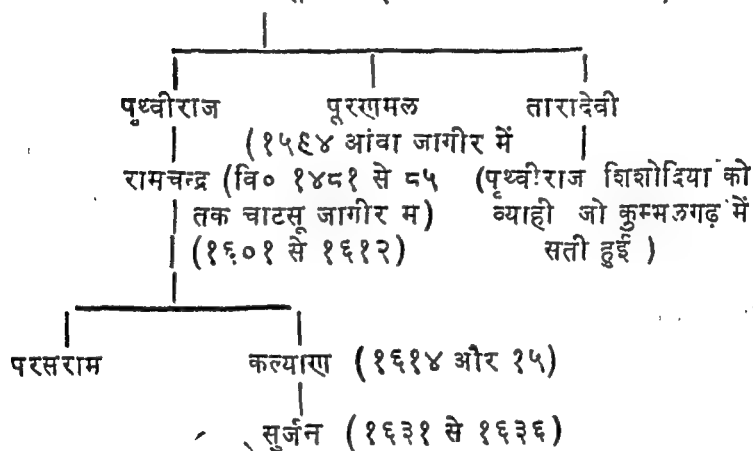 पृथ्वीराज पूरणमल तारादेवी
(१५९४ आंवा जागीर में
रामचन्द्र (वि० १४८१ से ८५ (पृथ्वीराज शिशोदिया को
तक चाटसू जागीर म) ब्याही जो कुम्भलगढ़ में
(१६०१ से १६१२) सती हुई )
परसराम कल्याण (१६१४ और १५)
सुर्जन (१६३१ से १६३६)